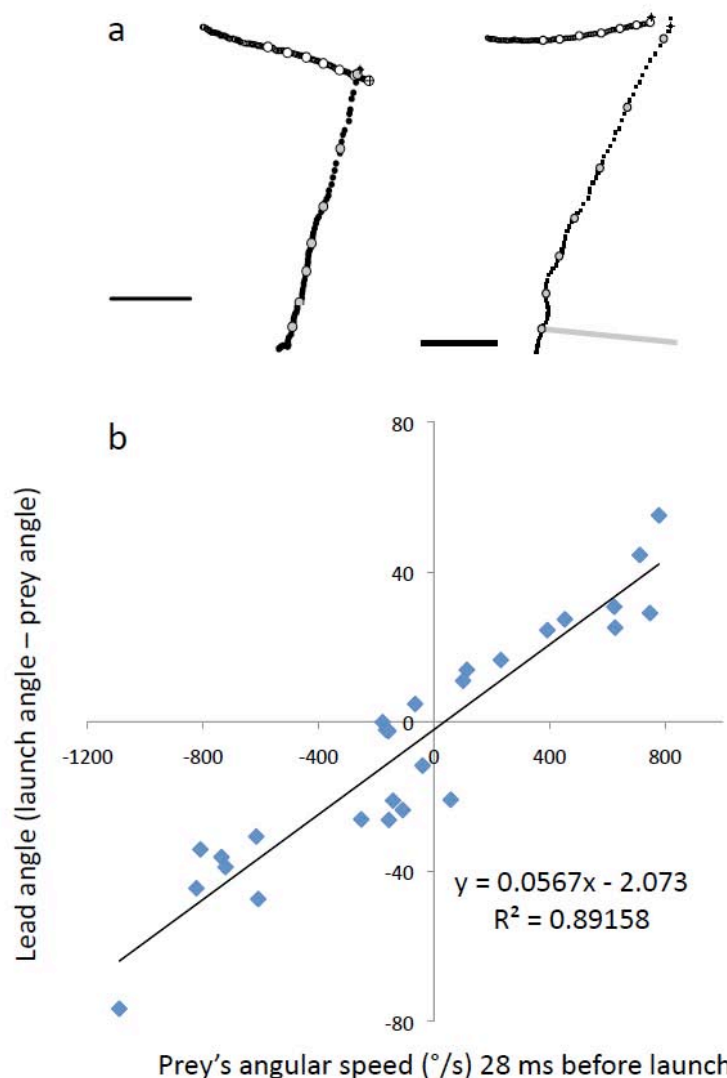 a
b
80
40
0
-1200
-800
-400
0
400
800
-40
y = 0.0567x - 2.073
R² = 0.89158
-80
Lead angle (launch angle – prey angle)
Prey's angular speed (°/s) 28 ms before launch